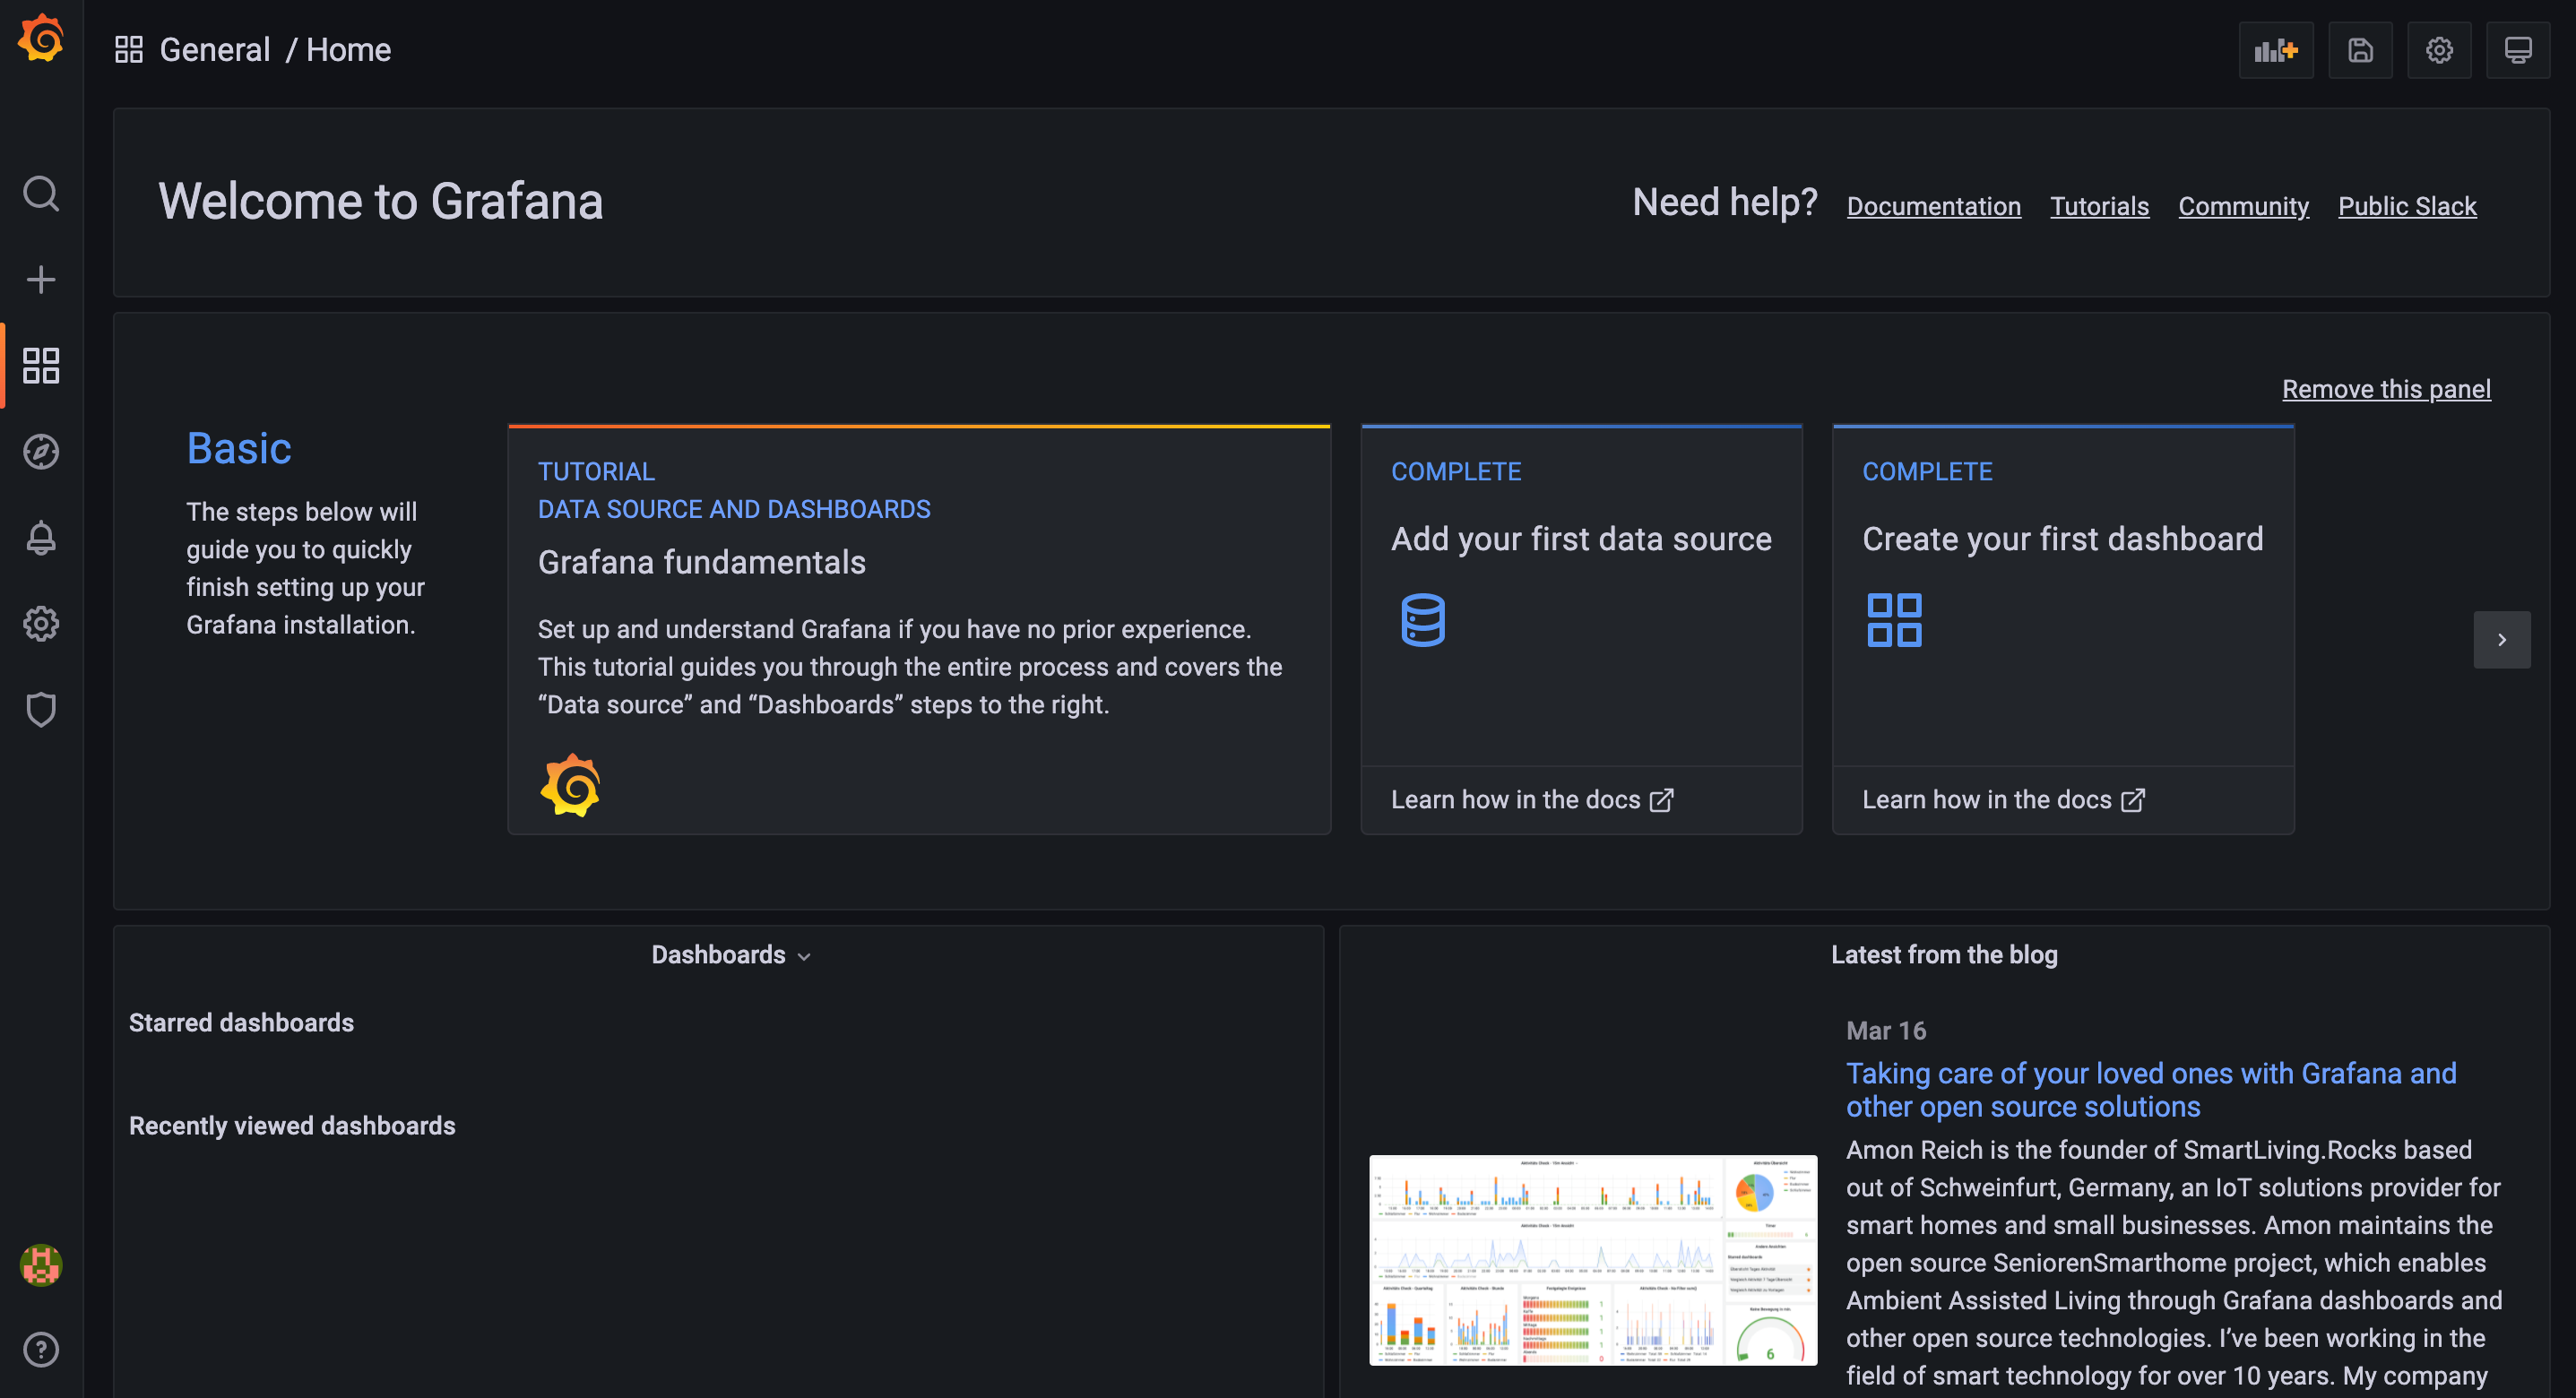 General / Home
Welcome to Grafana
Need help? Documentation Tutorials Community Public Slack
Remove this panel
Basic
The steps below will
guide you to quickly
finish setting up your
Grafana installation.
TUTORIAL
DATA SOURCE AND DASHBOARDS
Grafana fundamentals
Set up and understand Grafana if you have no prior experience.
This tutorial guides you through the entire process and covers the
“Data source” and “Dashboards” steps to the right.
COMPLETE
Add your first data source
Learn how in the docs
COMPLETE
Create your first dashboard
Learn how in the docs
Dashboards
Starred dashboards
Recently viewed dashboards
Latest from the blog
Mar 16
Taking care of your loved ones with Grafana and
other open source solutions
Amon Reich is the founder of SmartLiving.Rocks based
out of Schweinfurt, Germany, an IoT solutions provider for
smart homes and small businesses. Amon maintains the
open source SeniorenSmarthome project, which enables
Ambient Assisted Living through Grafana dashboards and
other open source technologies. I’ve been working in the
field of smart technology for over 10 years. My company
6